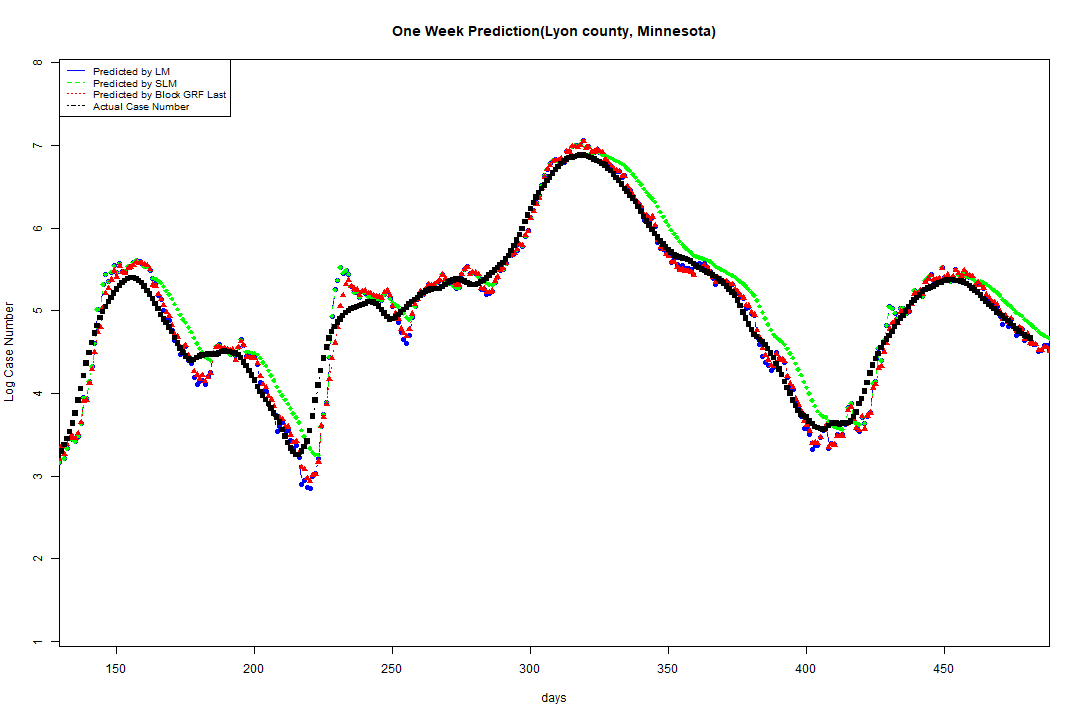 One Week Prediction(Lyon county, Minnesota)
Predicted by LM
Predicted by SLM
Predicted by Block GRF Last
Actual Case Number
8
7
6
5
4
3
2
1
Log Case Number
150 200 250 300 350 400 450
days